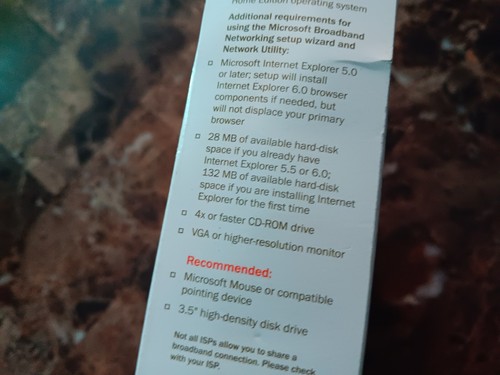 Home Edition operating system
Additional requirements for
using the Microsoft Broadband
Networking setup wizard and
Network Utility:
Microsoft Internet Explorer 5.0
or later; setup will install
Internet Explorer 6.0 browser
components if needed, but
will not displace your primary
browser
28 MB of available hard-disk
space if you already have
Internet Explorer 5.5 or 6.0;
132 MB of available hard-disk
space if you are installing Internet
Explorer for the first time
4x or faster CD-ROM drive
VGA or higher-resolution monitor
Recommended:
Microsoft Mouse or compatible
pointing device
3.5" high-density disk drive
Not all ISPs allow you to share a
broadband connection. Please check
with your ISP.